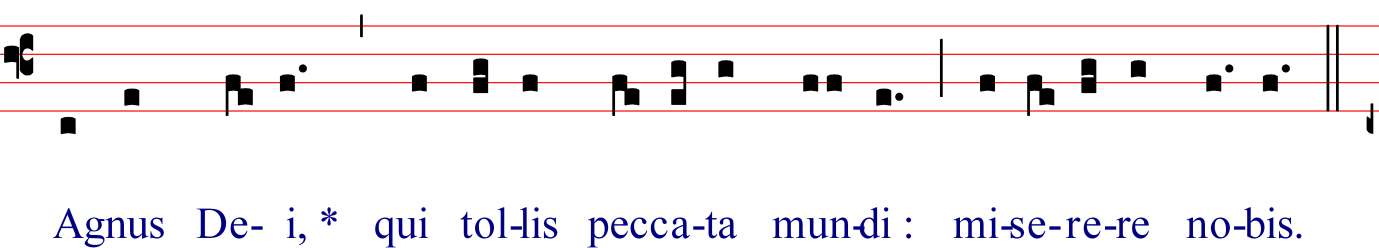 Agnus De- i, * qui tol-lis pecca-ta mun-di : mi-se-re-re no-bis.